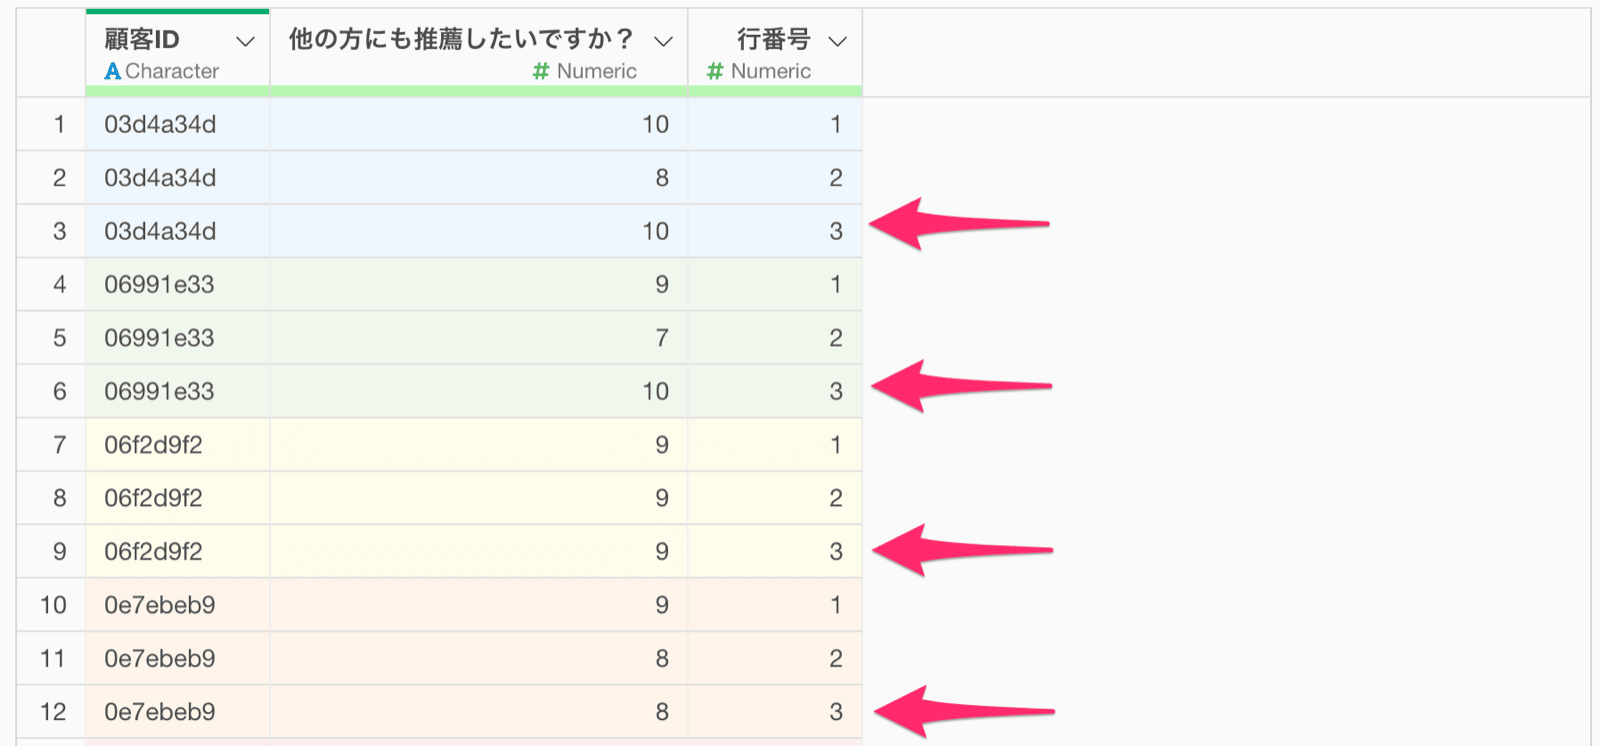 顧客ID 他の方にも推薦したいですか？ 行番号
A Character # Numeric # Numeric
1 03d4a34d 10 1
2 03d4a34d 8 2
3 03d4a34d 10 3
4 06991e33 9 1
5 06991e33 7 2
6 06991e33 10 3
7 06f2d9f2 9 1
8 06f2d9f2 9 2
9 06f2d9f2 9 3
10 0e7ebeb9 9 1
11 0e7ebeb9 8 2
12 0e7ebeb9 8 3